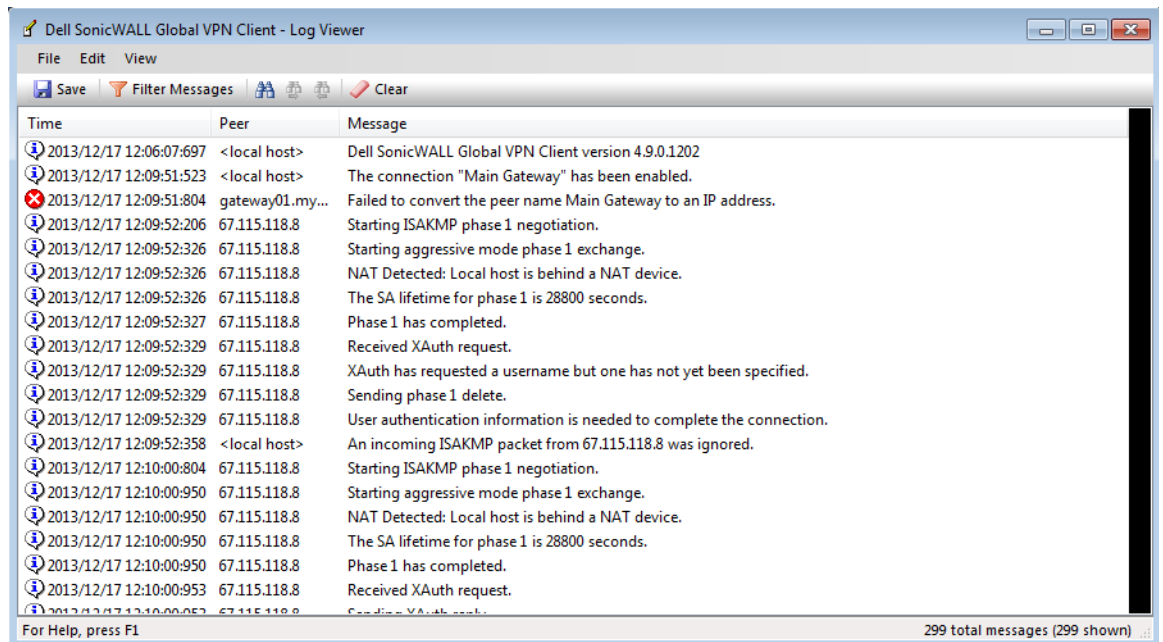 Dell SonicWALL Global VPN Client - Log Viewer
File Edit View
Save Filter Messages Clear
Time Peer Message
2013/12/17 12:06:07:697 <local host> Dell SonicWALL Global VPN Client version 4.9.0.1202
2013/12/17 12:09:51:523 <local host> The connection "Main Gateway" has been enabled.
2013/12/17 12:09:51:804 gateway01.my... Failed to convert the peer name Main Gateway to an IP address.
2013/12/17 12:09:52:206 67.115.118.8 Starting ISAKMP phase 1 negotiation.
2013/12/17 12:09:52:326 67.115.118.8 Starting aggressive mode phase 1 exchange.
2013/12/17 12:09:52:326 67.115.118.8 NAT Detected: Local host is behind a NAT device.
2013/12/17 12:09:52:326 67.115.118.8 The SA lifetime for phase 1 is 28800 seconds.
2013/12/17 12:09:52:327 67.115.118.8 Phase 1 has completed.
2013/12/17 12:09:52:329 67.115.118.8 Received XAuth request.
2013/12/17 12:09:52:329 67.115.118.8 XAuth has requested a username but one has not yet been specified.
2013/12/17 12:09:52:329 67.115.118.8 Sending phase 1 delete.
2013/12/17 12:09:52:329 67.115.118.8 User authentication information is needed to complete the connection.
2013/12/17 12:09:52:358 <local host> An incoming ISAKMP packet from 67.115.118.8 was ignored.
2013/12/17 12:10:00:804 67.115.118.8 Starting ISAKMP phase 1 negotiation.
2013/12/17 12:10:00:950 67.115.118.8 Starting aggressive mode phase 1 exchange.
2013/12/17 12:10:00:950 67.115.118.8 NAT Detected: Local host is behind a NAT device.
2013/12/17 12:10:00:950 67.115.118.8 The SA lifetime for phase 1 is 28800 seconds.
2013/12/17 12:10:00:950 67.115.118.8 Phase 1 has completed.
2013/12/17 12:10:00:953 67.115.118.8 Received XAuth request.
2013/12/17 12:10:00:953 67.115.118.8 Sending XAuth reply.
For Help, press F1 299 total messages (299 shown)